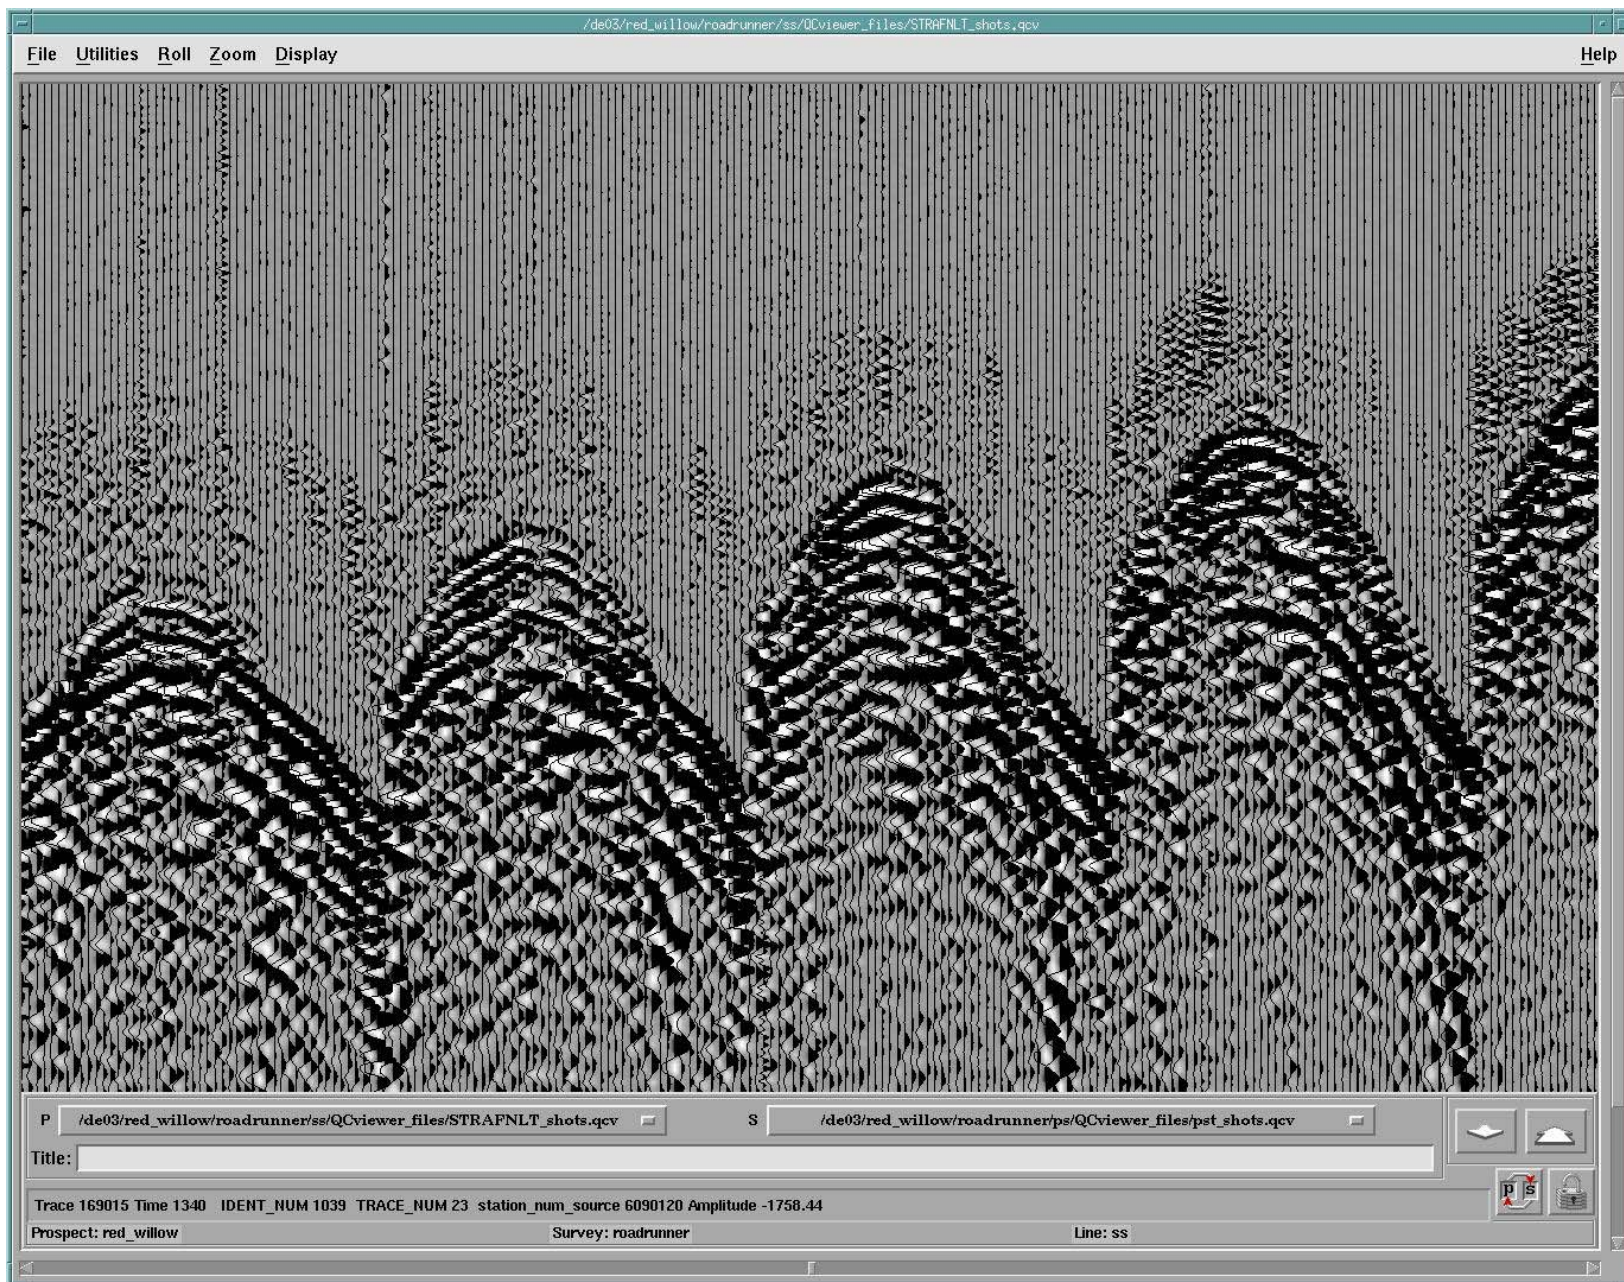 /de03/red_willow/roadrunner/ss/QCviewer_files/STRAFNLT_shots.qcv
File Utilities Roll Zoom Display Help
P /de03/red_willow/roadrunner/ss/QCviewer_files/STRAFNLT_shots.qcv S /de03/red_willow/roadrunner/ps/QCviewer_files/pst_shots.qcv
Title:
p s
Trace 169015 Time 1340 IDENT_NUM 1039 TRACE_NUM 23 station_num_source 6090120 Amplitude -1758.44
Prospect: red_willow Survey: roadrunner Line: ss